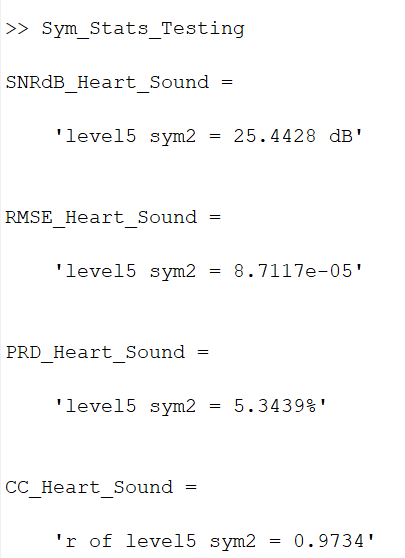 >> Sym_Stats_Testing
SNRdB_Heart_Sound =
'level5 sym2 = 25.4428 dB'
RMSE_Heart_Sound =
'level5 sym2 = 8.7117e-05'
PRD_Heart_Sound =
'level5 sym2 = 5.3439%'
CC_Heart_Sound =
'r of level5 sym2 = 0.9734'